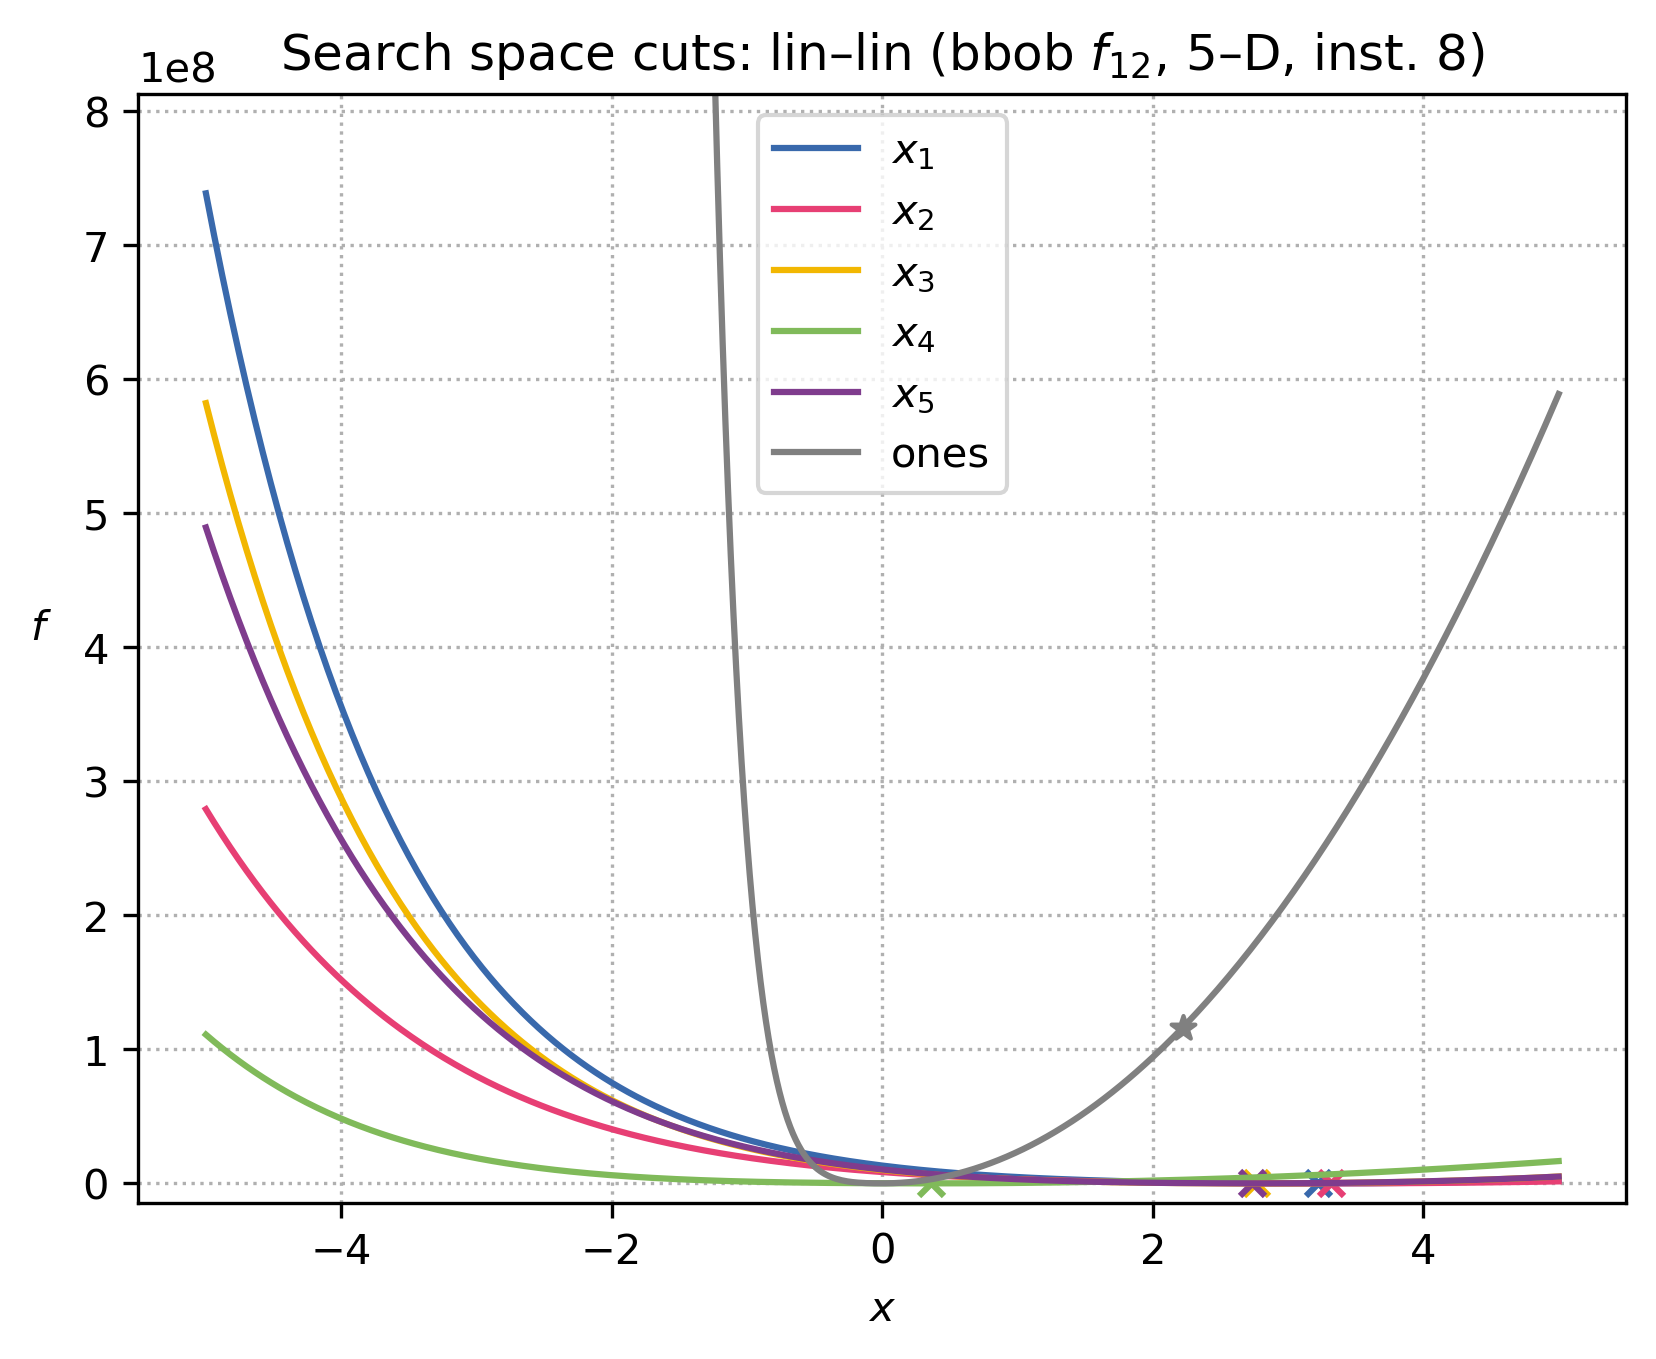 Search space cuts: lin–lin (bbob f₁₂, 5–D, inst. 8)
1e8
8
7
6
5
4
3
2
1
0
f
x₁
x₂
x₃
x₄
x₅
ones
−4 −2 0 2 4
x